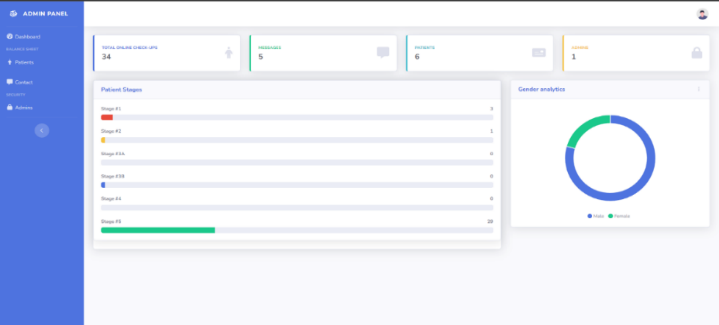 ADMIN PANEL
Dashboard
Patients
Contact
SECURITY
Admins
TOTAL ONLINE CHECK-UPS
34
MESSAGES
5
PATIENTS
6
ADMINS
1
Patient Stages
Stage #1 3
Stage #2 1
Stage #3A 0
Stage #3B 0
Stage #4 0
Stage #5 20
Gender analytics
Male Female